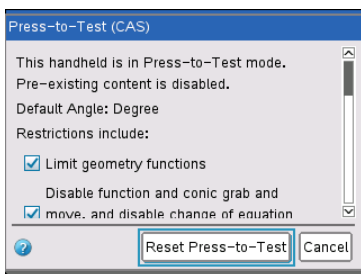 Press-to-Test (CAS)
This handheld is in Press-to-Test mode.
Pre-existing content is disabled.
Default Angle: Degree
Restrictions include:
Limit geometry functions
Disable function and conic grab and
move, and disable change of equation
Reset Press-to-Test
Cancel